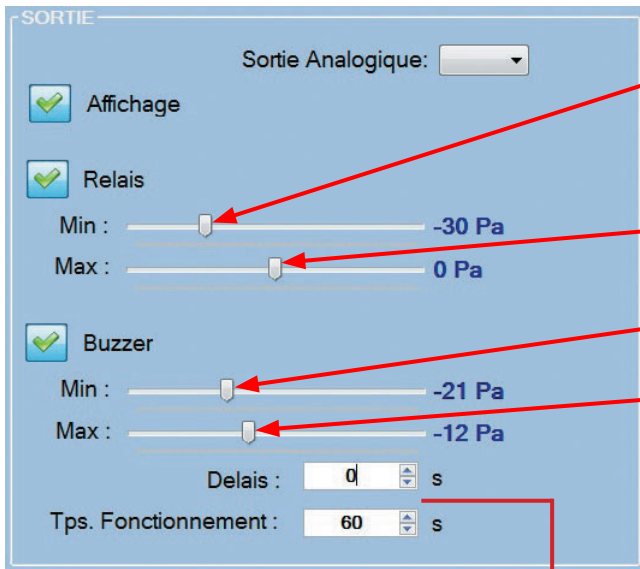 SORTIE
Sortie Analogique:
Affichage
Relais
Min : -30 Pa
Max : 0 Pa
Buzzer
Min : -21 Pa
Max : -12 Pa
Delais : 0 s
Tps. Fonctionnement : 60 s